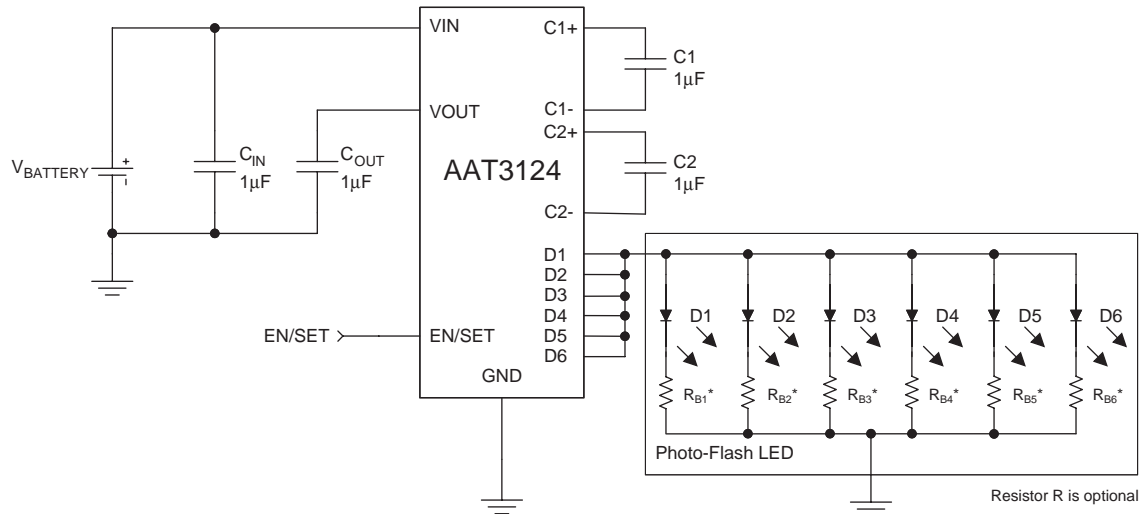 VIN
C1+
C1
1μF
C1-
VOUT
C2+
V_BATTERY
+
-
C_IN
1μF
C_OUT
1μF
AAT3124
C2
1μF
C2-
D1
D2
D3
D4
D5
D6
EN/SET
EN/SET
GND
D1
D2
D3
D4
D5
D6
R_B1*
R_B2*
R_B3*
R_B4*
R_B5*
R_B6*
Photo-Flash LED
Resistor R is optional